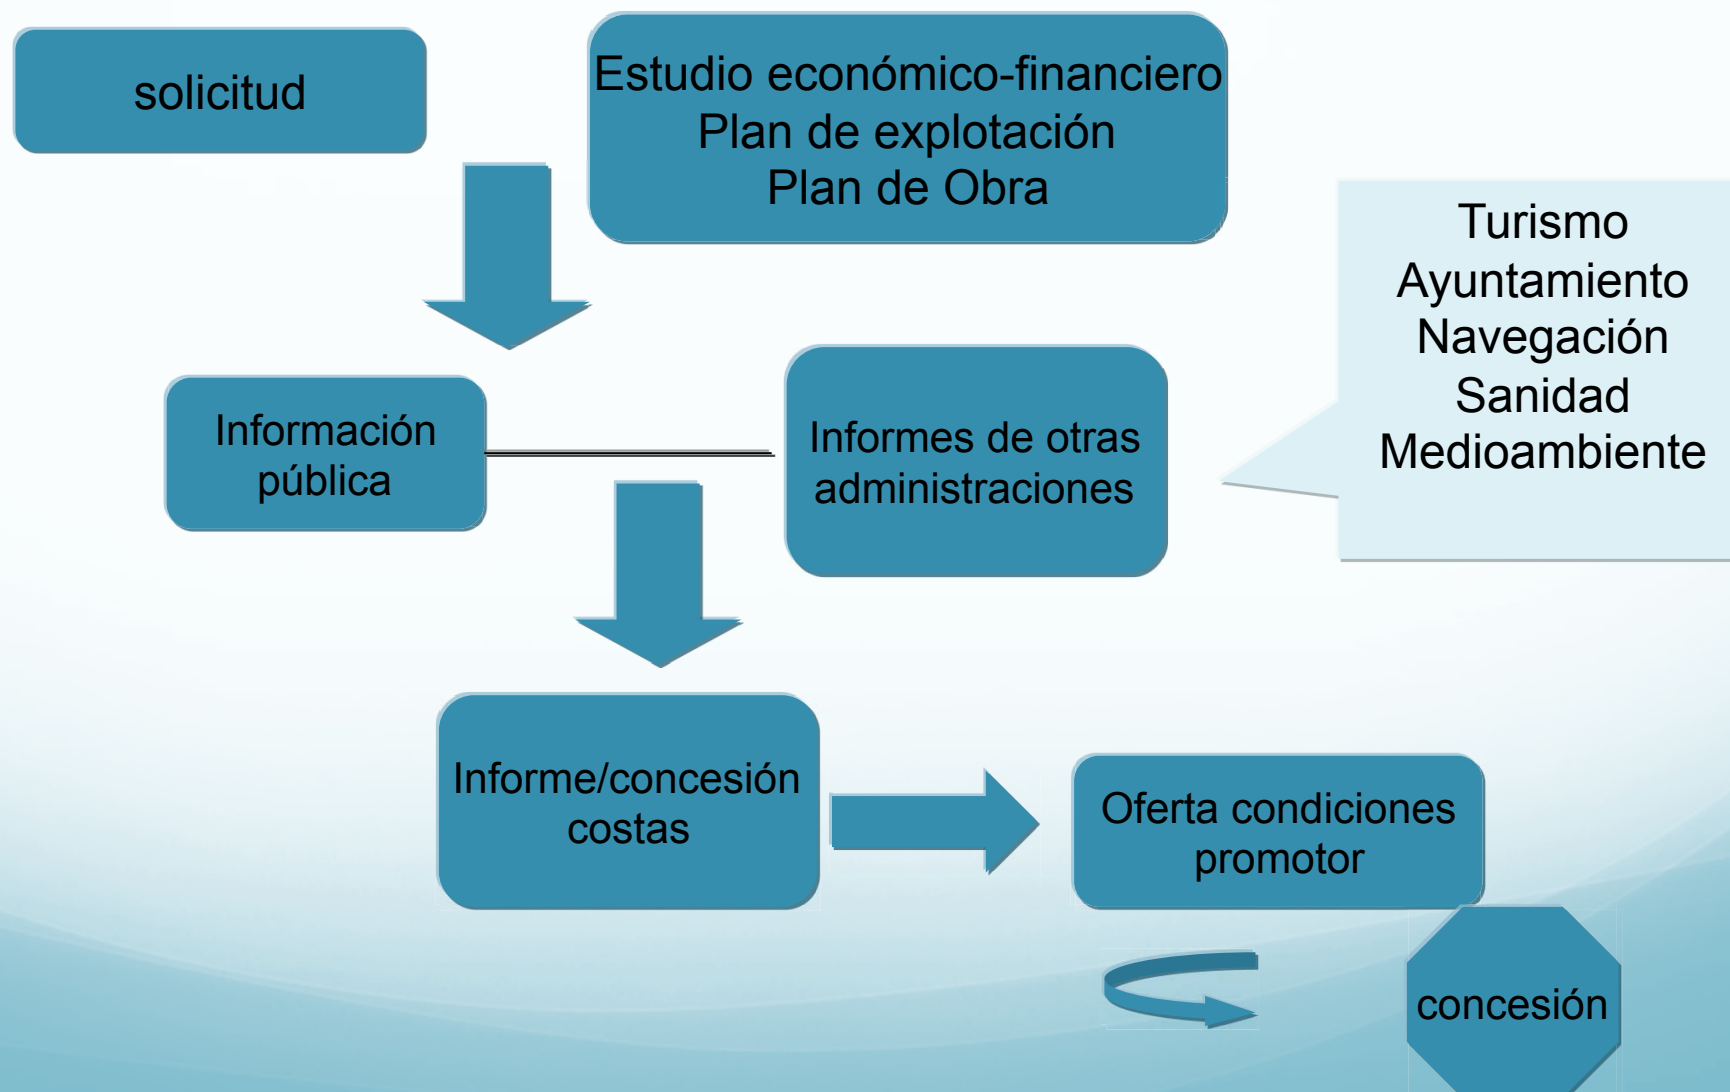 solicitud
Estudio económico-financiero
Plan de explotación
Plan de Obra
Turismo
Ayuntamiento
Navegación
Sanidad
Medioambiente
Información
pública
Informes de otras
administraciones
Informe/concesión
costas
Oferta condiciones
promotor
concesión